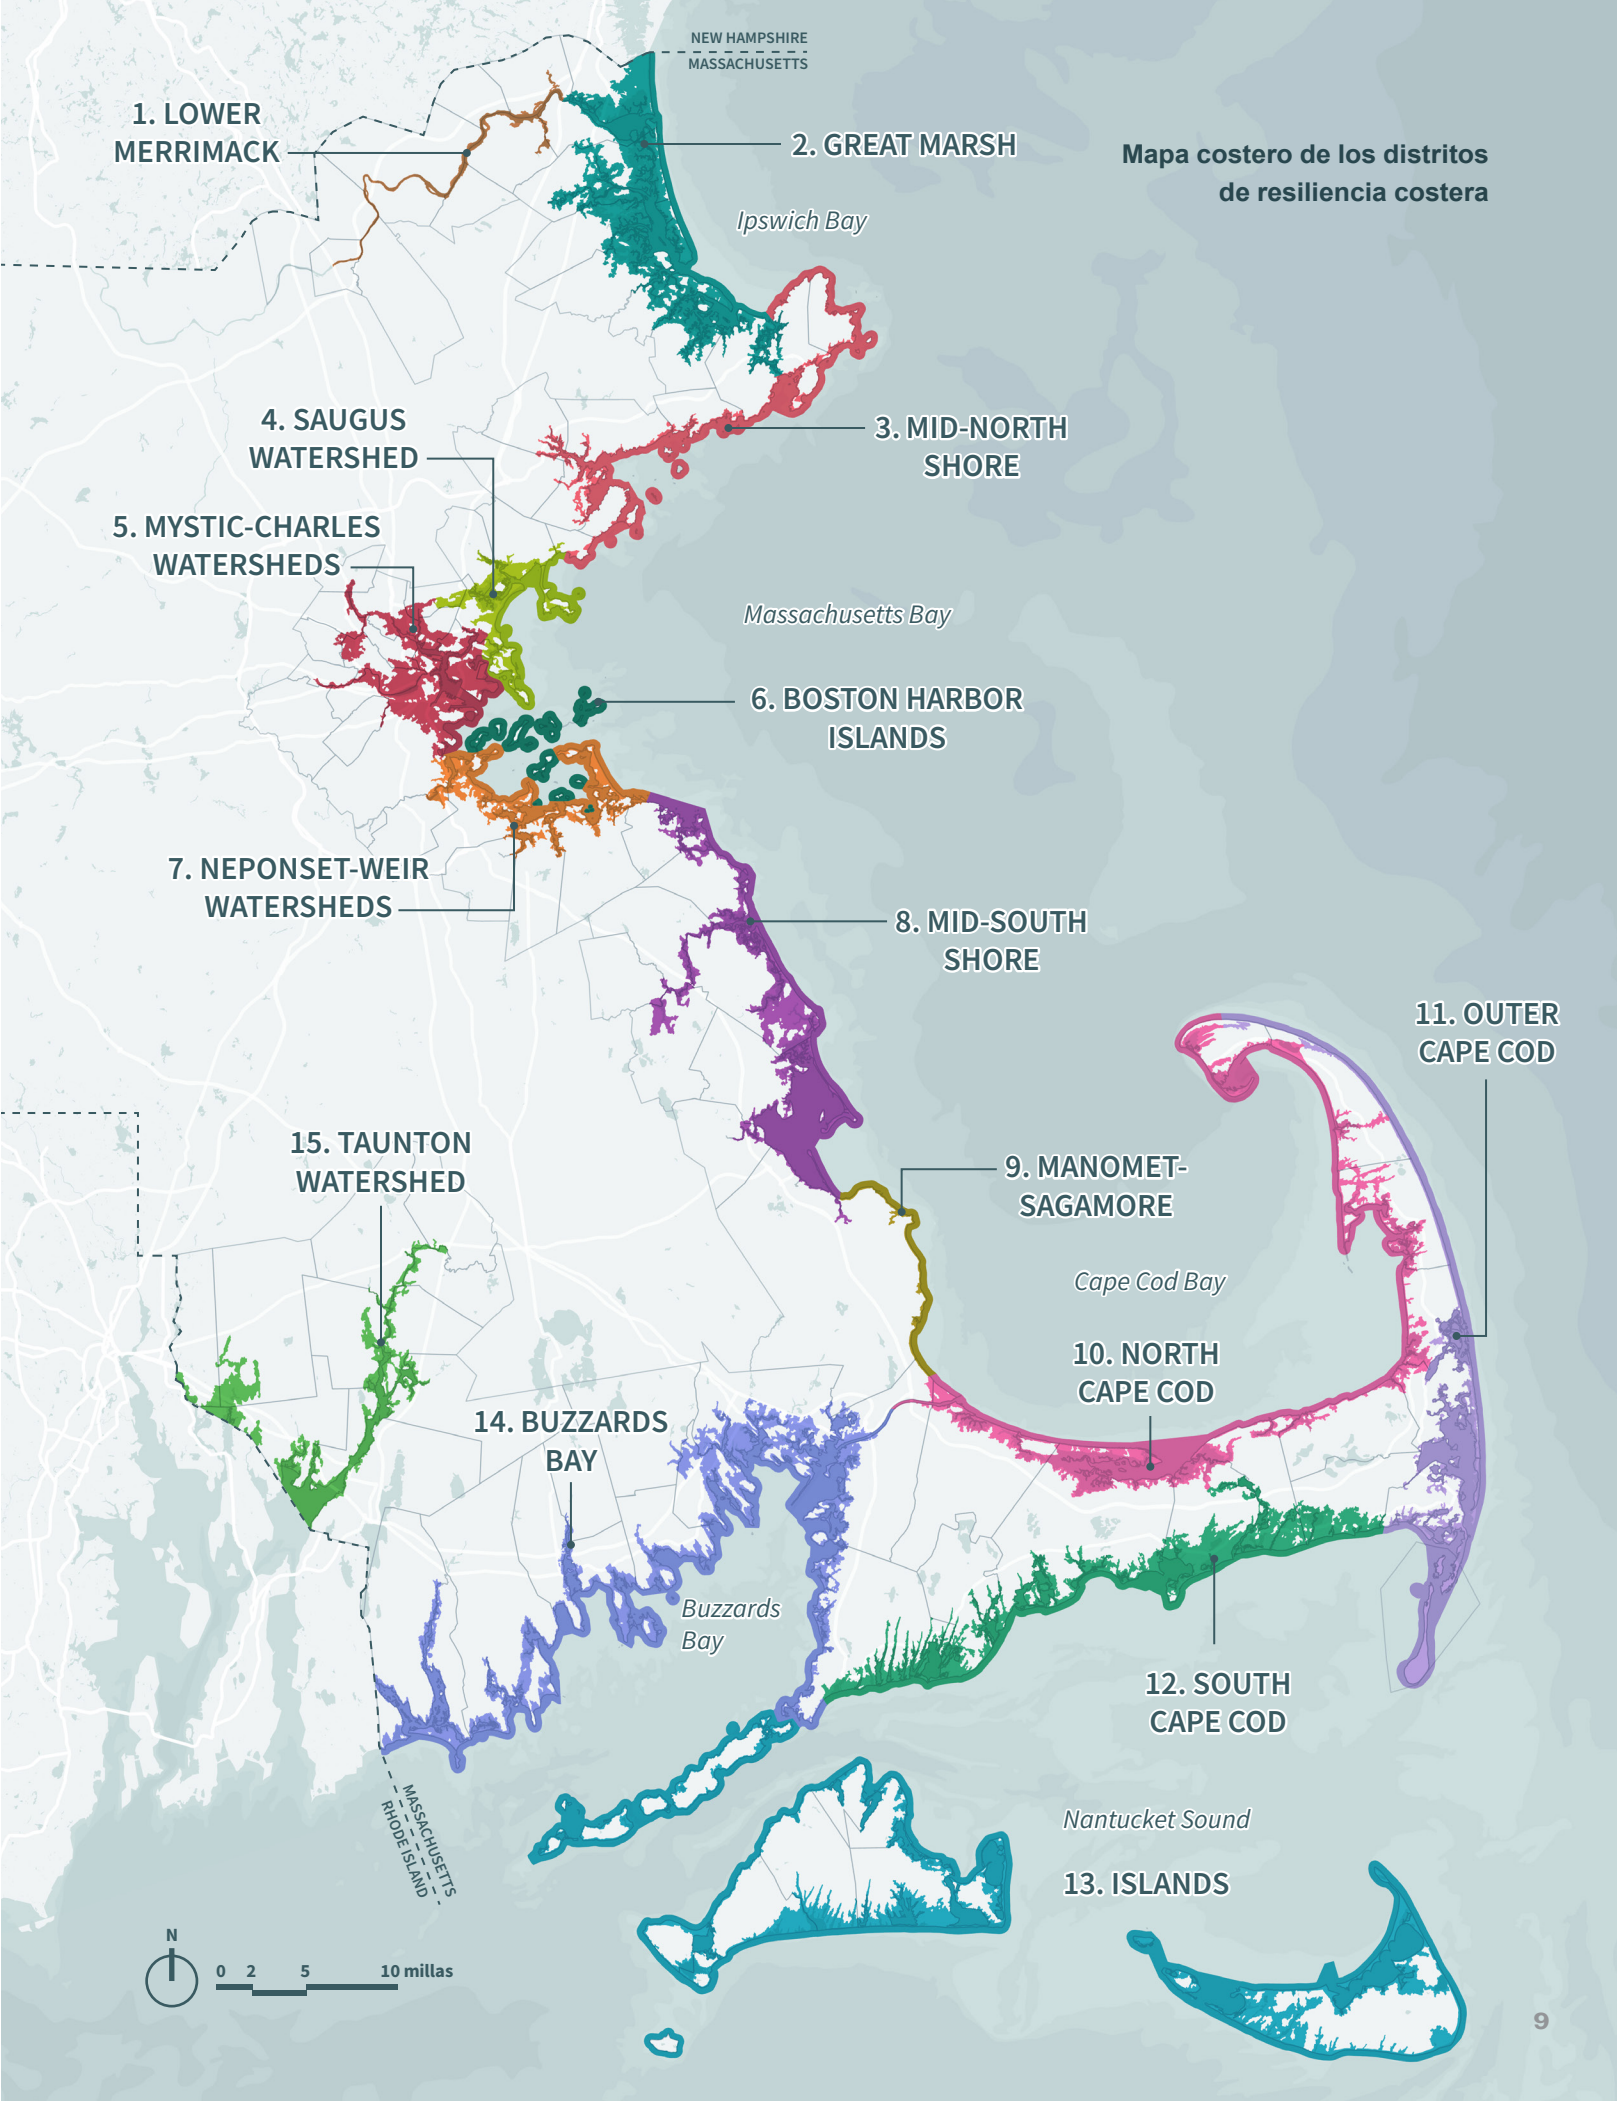 NEW HAMPSHIRE
MASSACHUSETTS
1. LOWER
MERRIMACK
2. GREAT MARSH
Mapa costero de los distritos
de resiliencia costera
Ipswich Bay
4. SAUGUS
WATERSHED
3. MID-NORTH
SHORE
5. MYSTIC-CHARLES
WATERSHEDS
Massachusetts Bay
6. BOSTON HARBOR
ISLANDS
7. NEPONSET-WEIR
WATERSHEDS
8. MID-SOUTH
SHORE
11. OUTER
CAPE COD
15. TAUNTON
WATERSHED
9. MANOMET-
SAGAMORE
Cape Cod Bay
10. NORTH
CAPE COD
14. BUZZARDS
BAY
Buzzards
Bay
12. SOUTH
CAPE COD
MASSACHUSETTS
RHODE ISLAND
Nantucket Sound
13. ISLANDS
N
0 2 5 10 millas
9